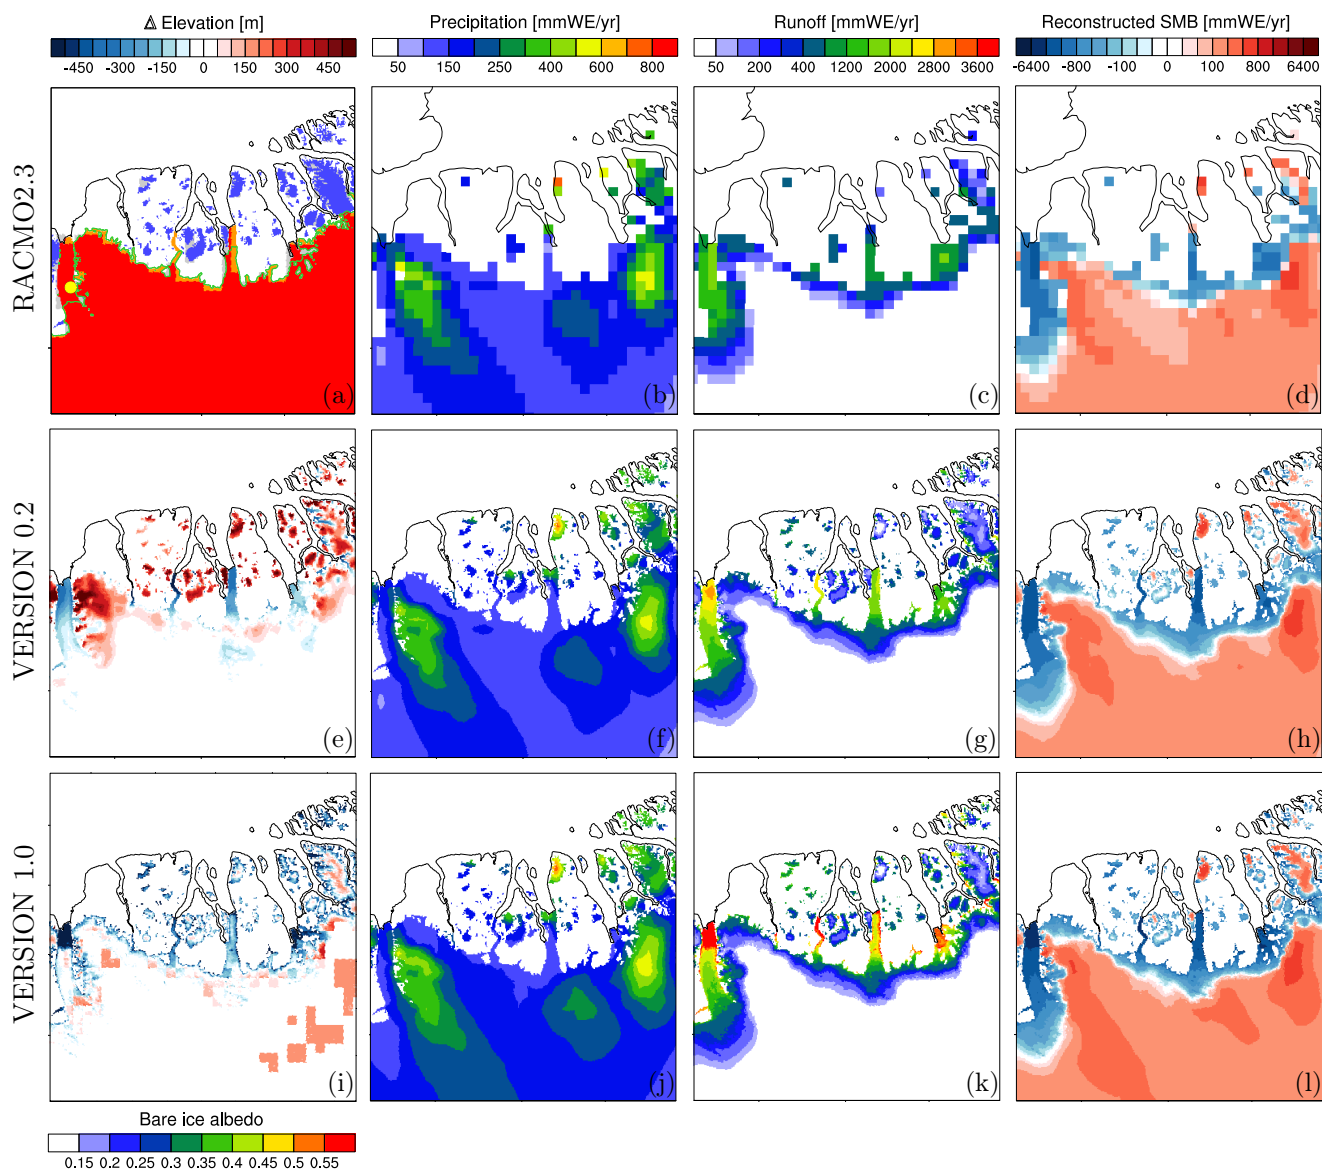 Δ Elevation [m]
Precipitation [mmWE/yr]
Runoff [mmWE/yr]
Reconstructed SMB [mmWE/yr]
-450 -300 -150 0 150 300 450
50 150 250 400 600 800
50 200 400 1200 2000 2800 3600
-6400 -800 -100 0 100 800 6400
RACMO2.3
(a)
(b)
(c)
(d)
VERSION 0.2
(e)
(f)
(g)
(h)
VERSION 1.0
(i)
(j)
(k)
(l)
Bare ice albedo
0.15 0.2 0.25 0.3 0.35 0.4 0.45 0.5 0.55